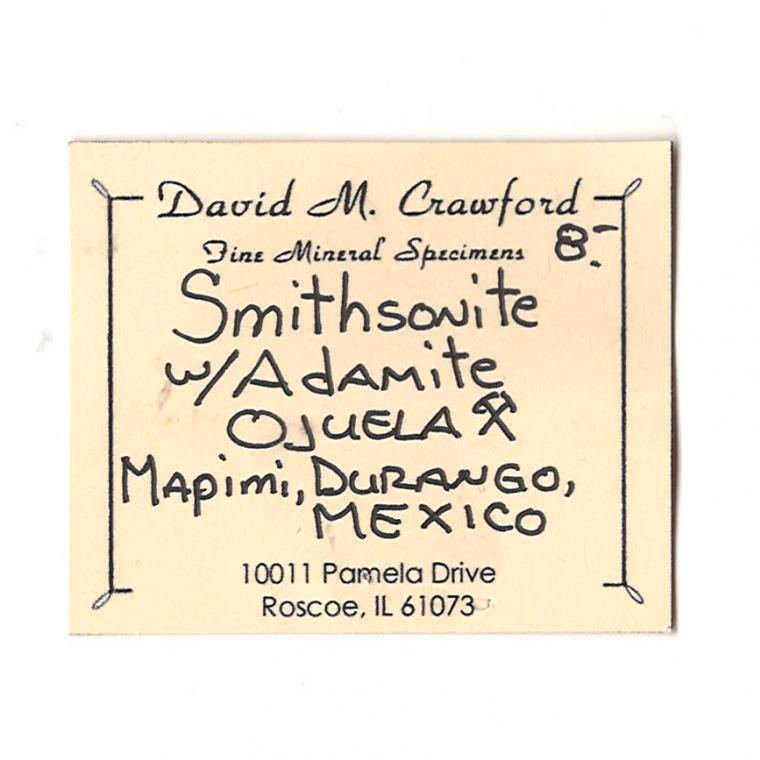 David M. Crawford
Fine Mineral Specimens 8.-
Smithsonite
w/Adamite
Ojuela ⚒
Mapimi, Durango,
Mexico
10011 Pamela Drive
Roscoe, IL 61073